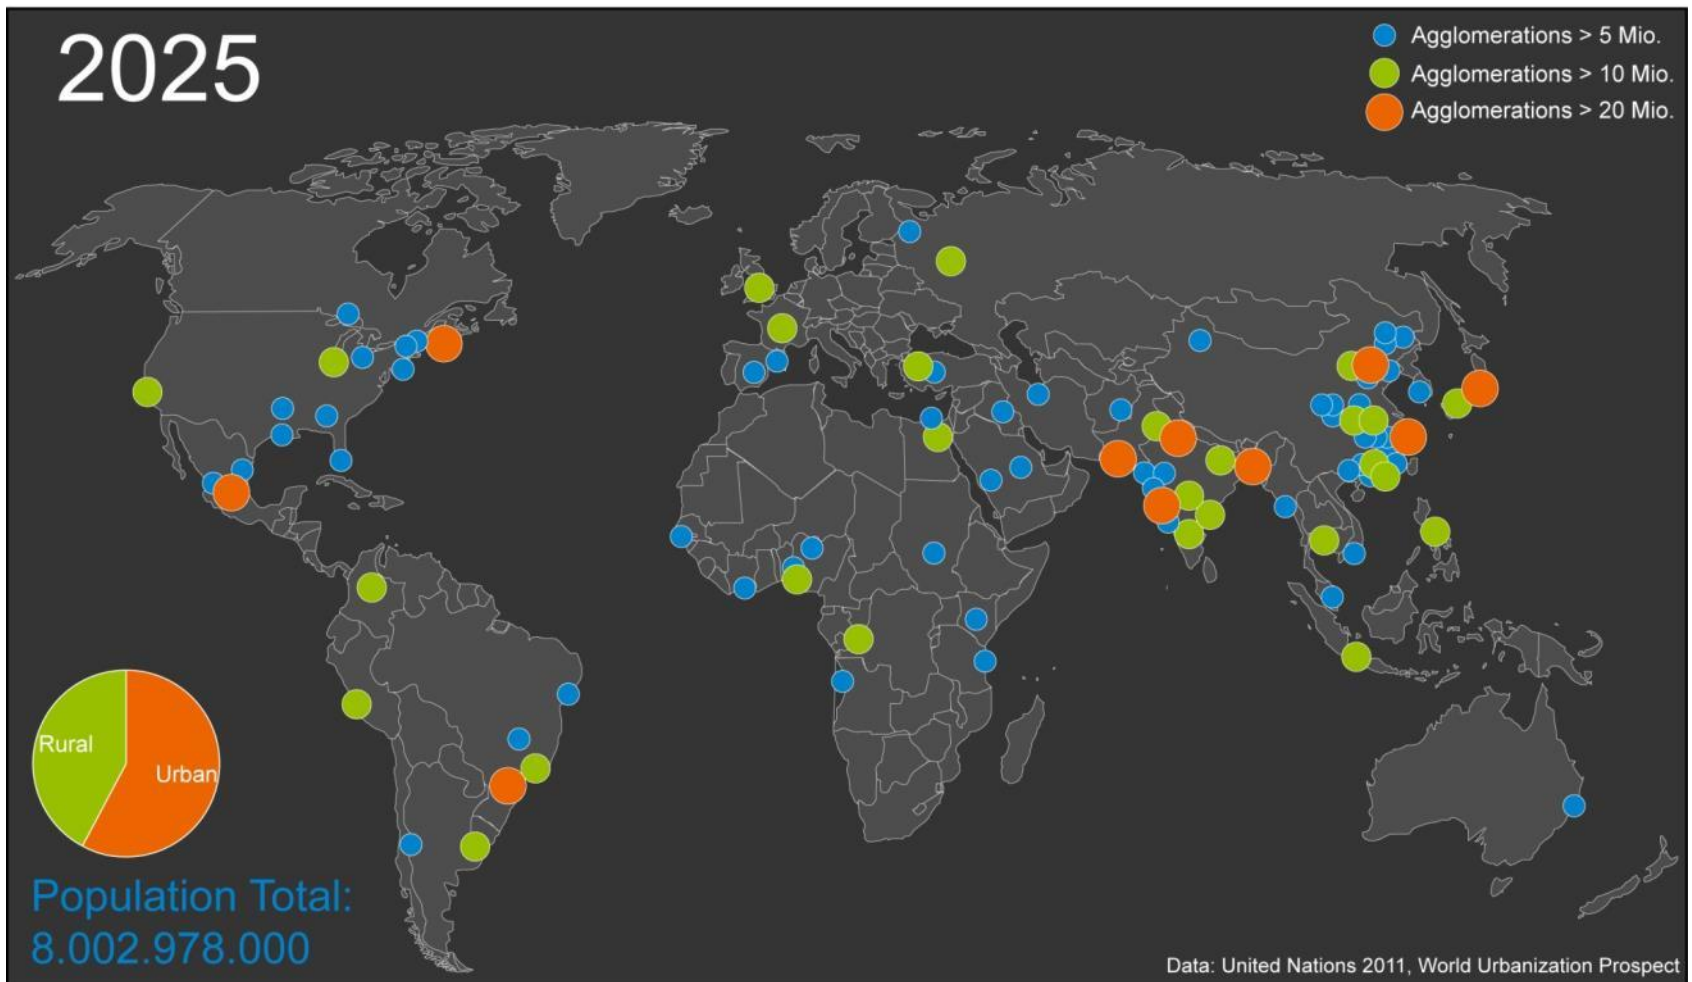 2025
Agglomerations > 5 Mio.
Agglomerations > 10 Mio.
Agglomerations > 20 Mio.
Rural
Urban
Population Total:
8.002.978.000
Data: United Nations 2011, World Urbanization Prospect